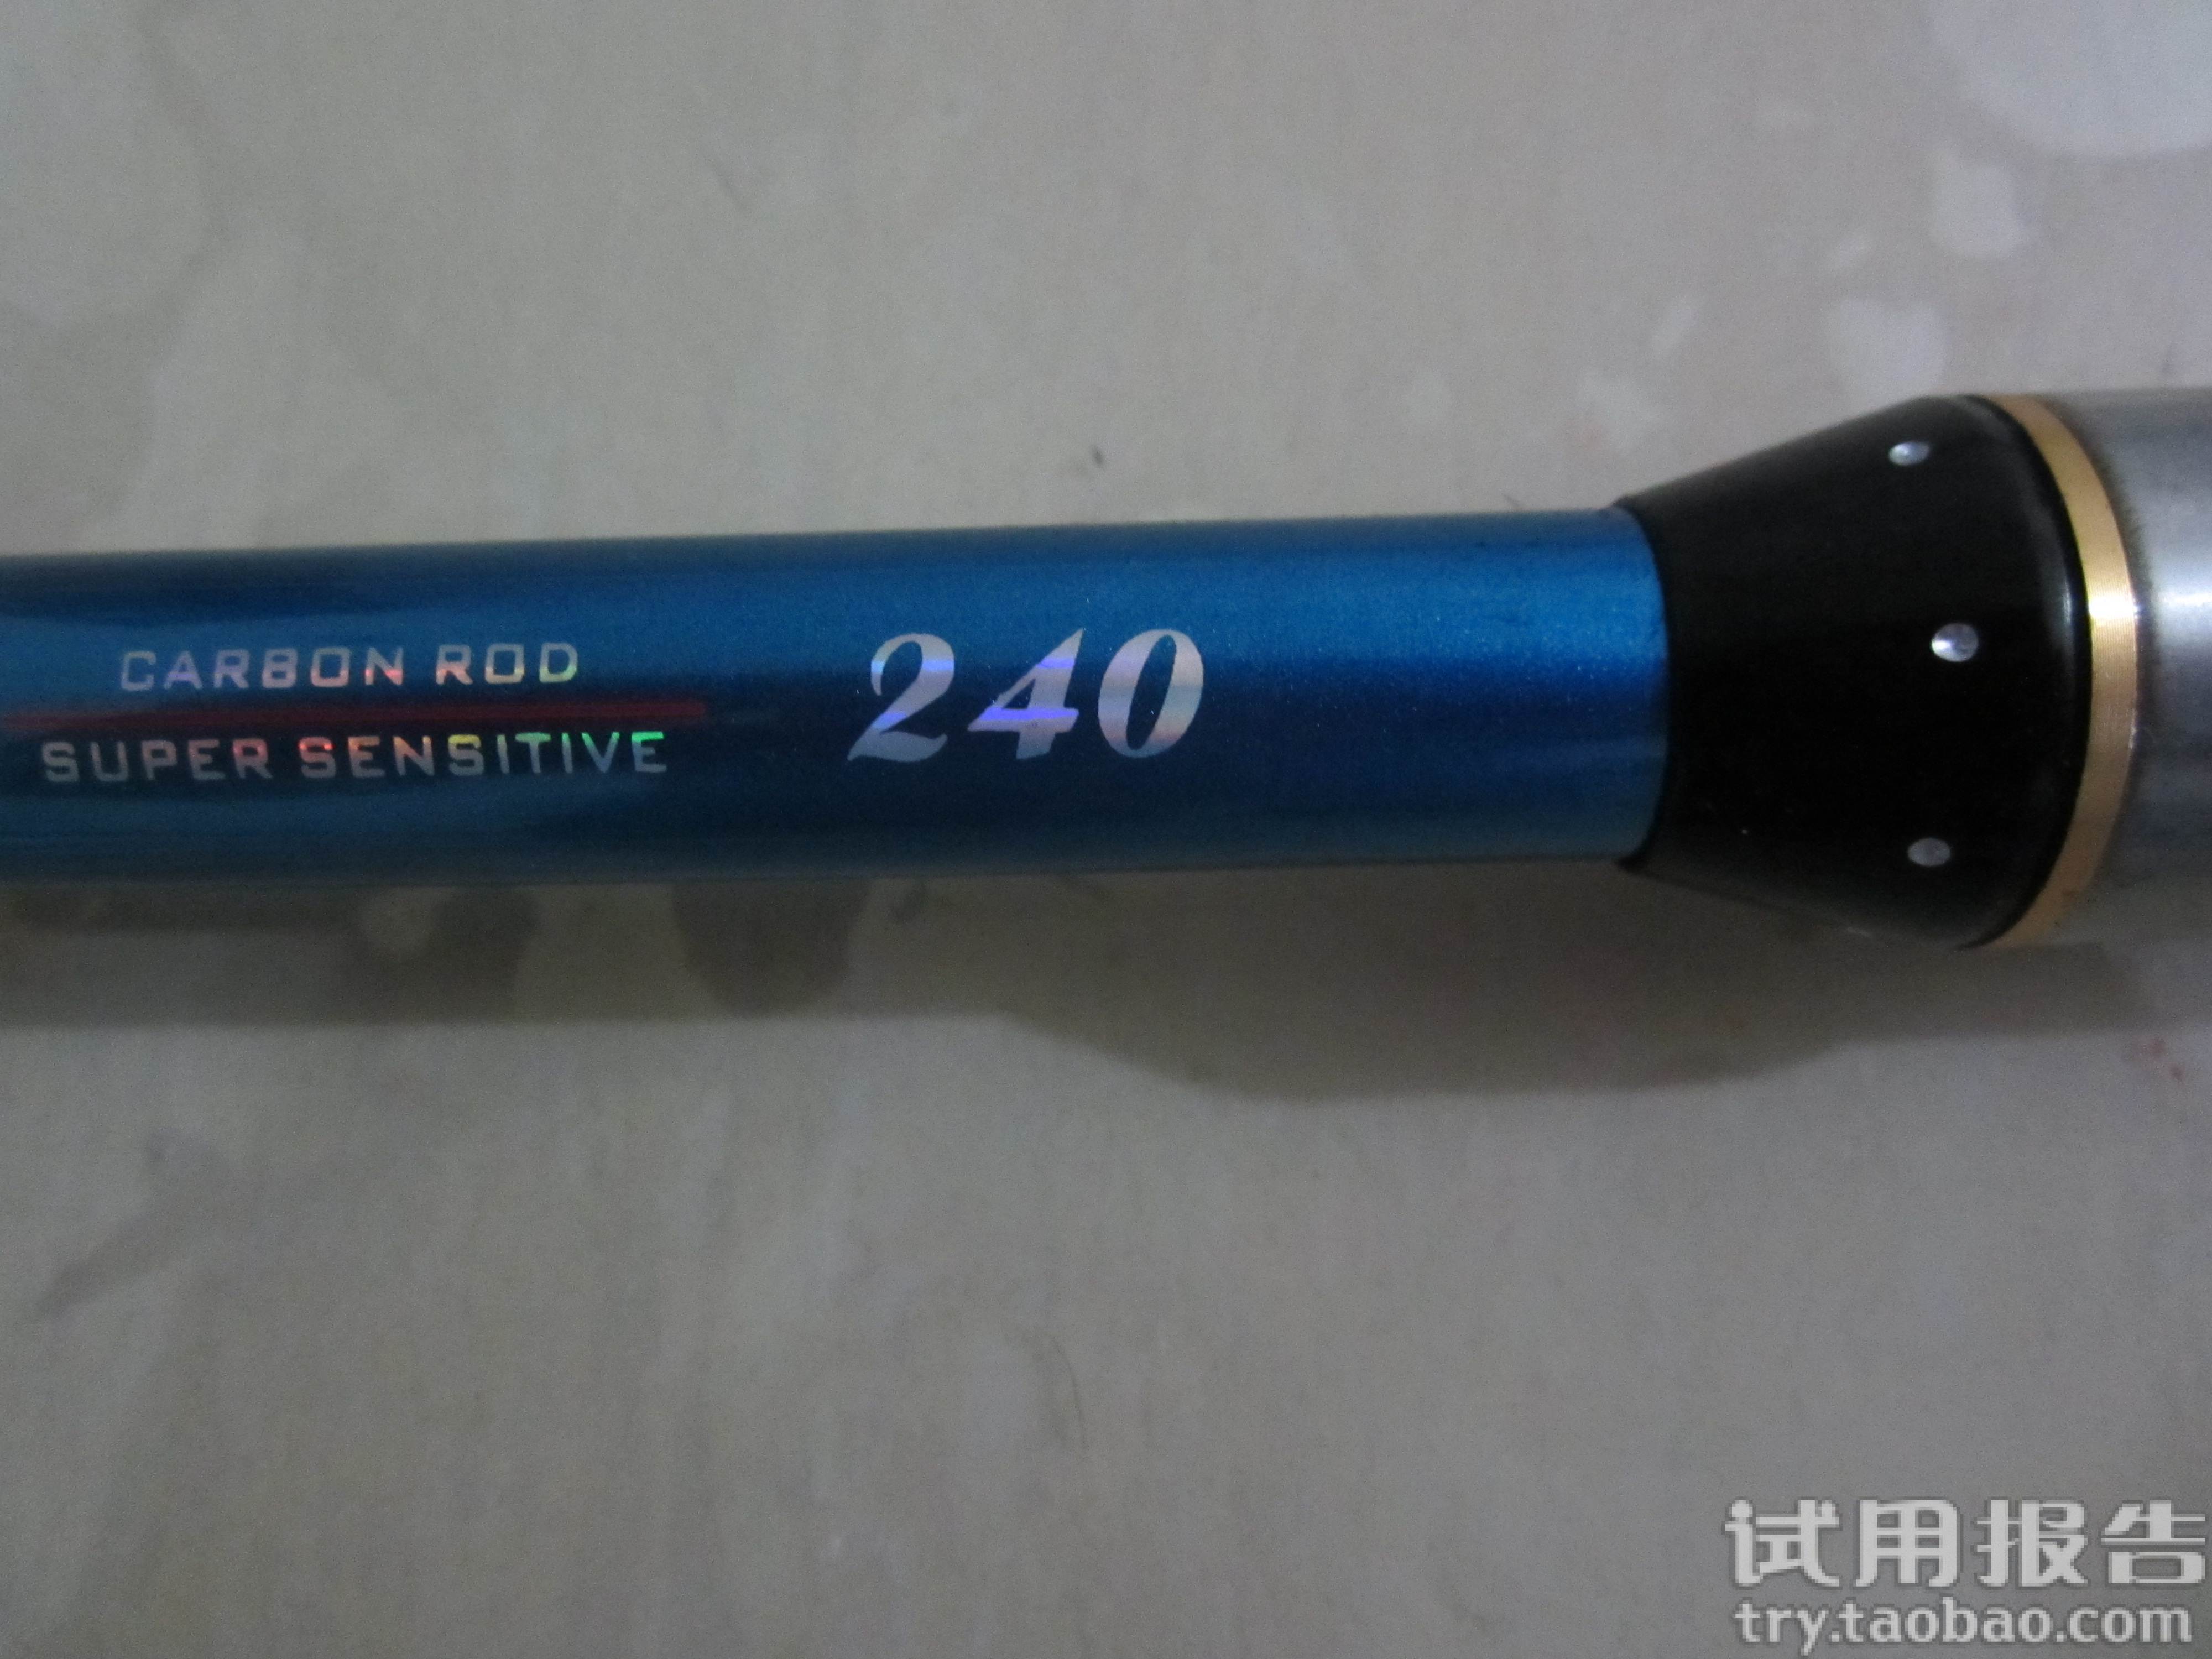 CARBON ROD
SUPER SENSITIVE
240
试用报告
try.taobao.com